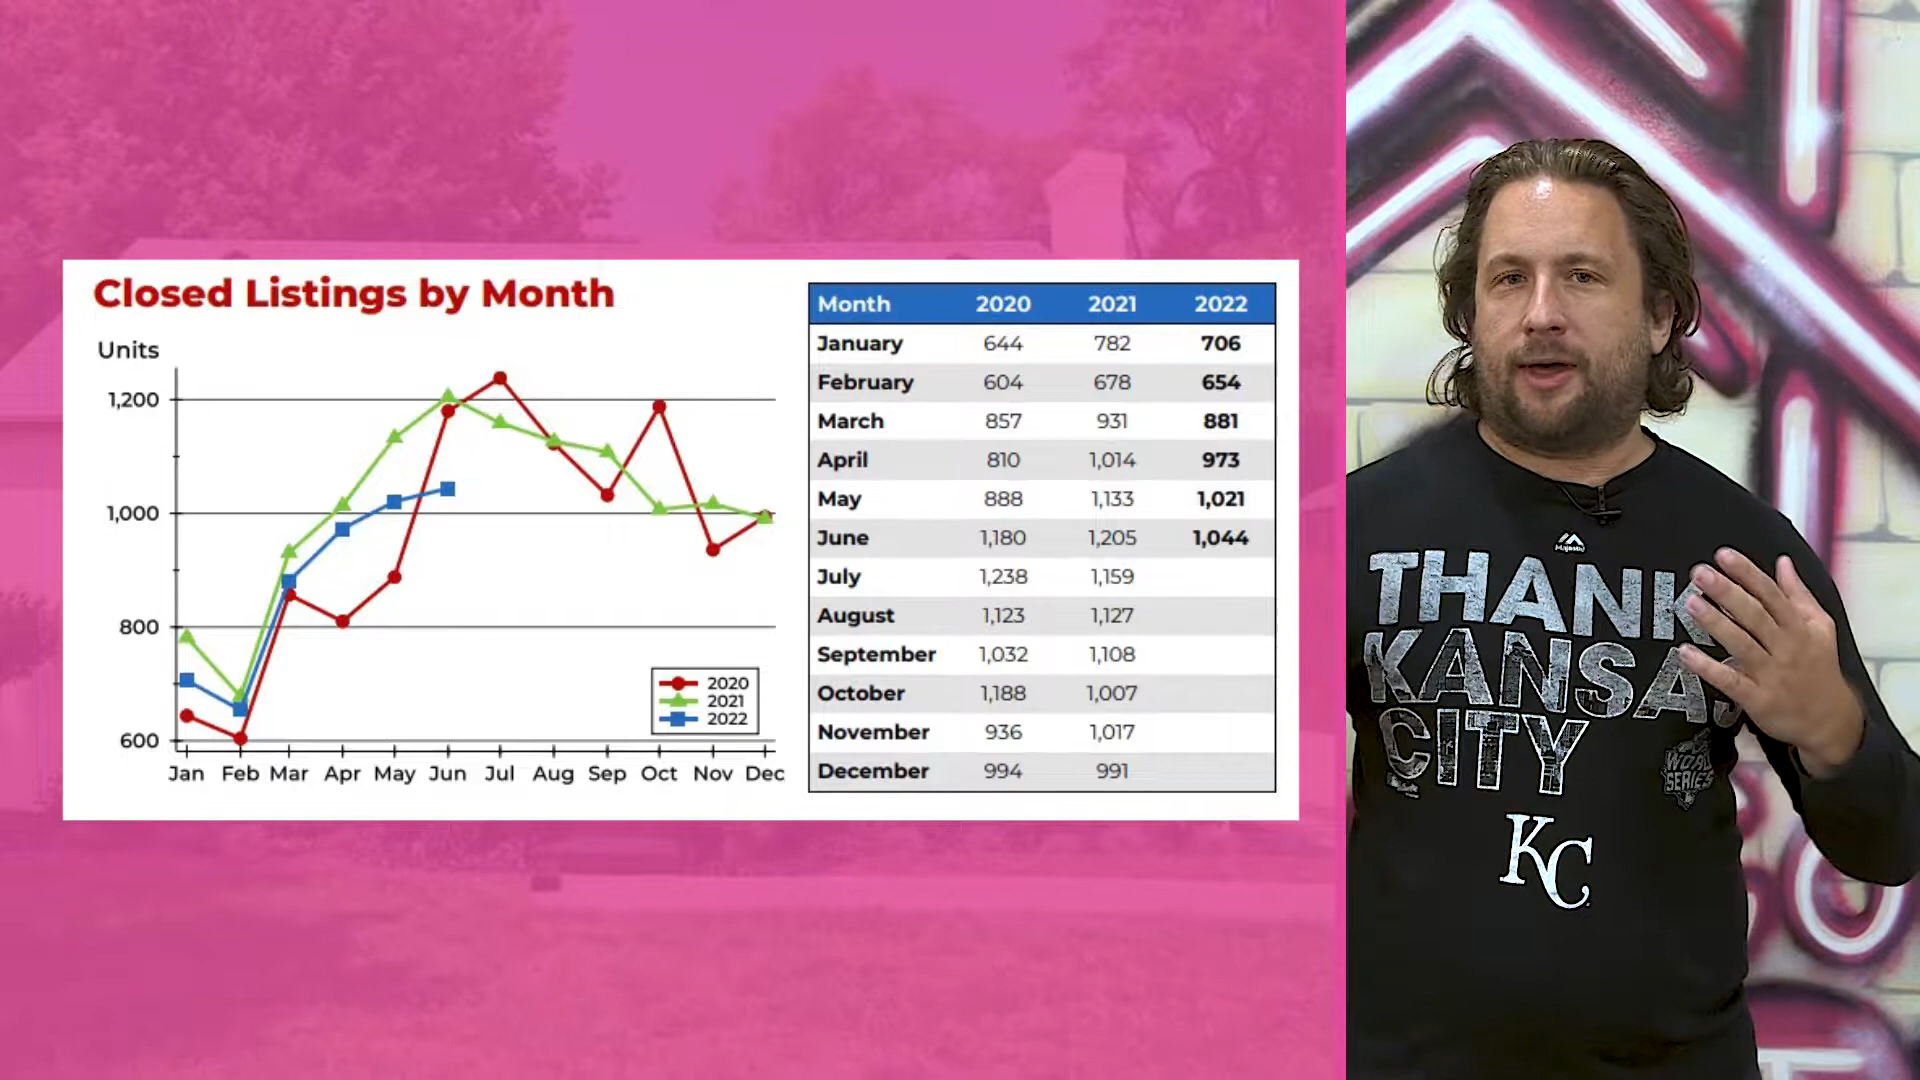 Closed Listings by Month
Units
1,200
1,000
800
600
Jan Feb Mar Apr May Jun Jul Aug Sep Oct Nov Dec
2020
2021
2022
Month 2020 2021 2022
January 644 782 706
February 604 678 654
March 857 931 881
April 810 1,014 973
May 888 1,133 1,021
June 1,180 1,205 1,044
July 1,238 1,159
August 1,123 1,127
September 1,032 1,108
October 1,188 1,007
November 936 1,017
December 994 991
Majestic
THANK
KANSAS
CITY
WORLD
SERIES
KC